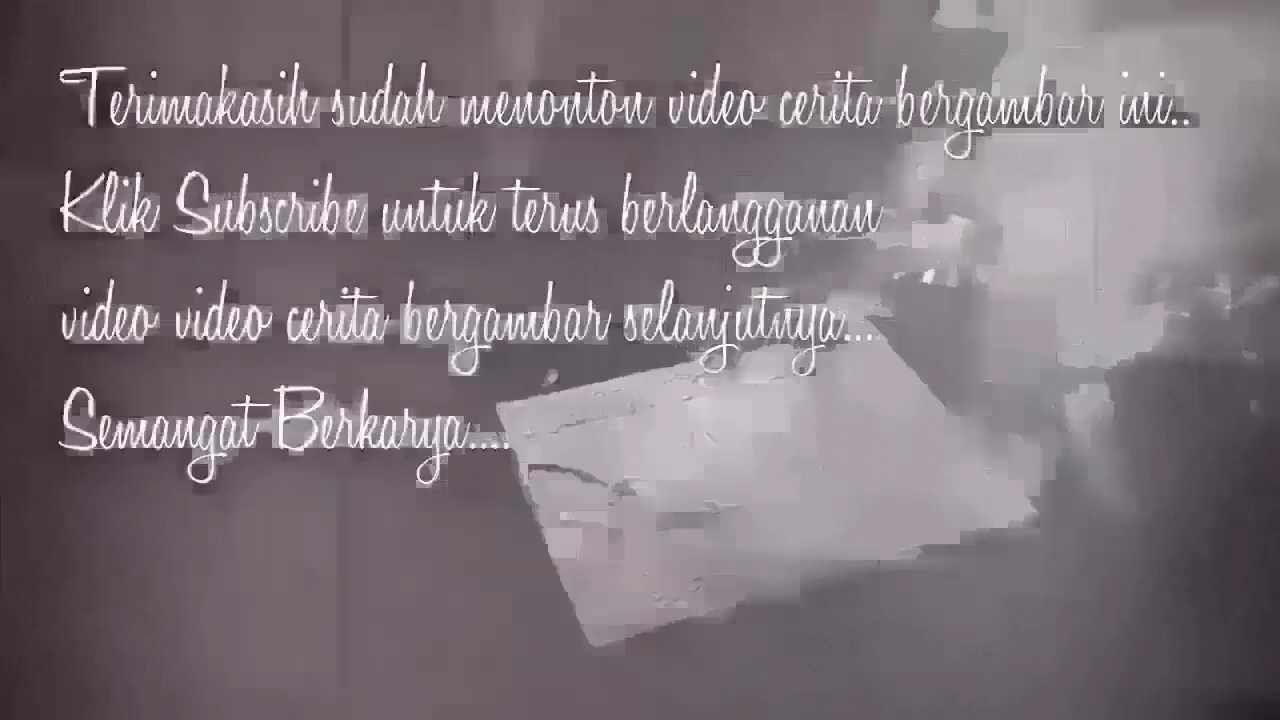 Terimakasih sudah menonton video cerita bergambar ini..
Klik Subscribe untuk terus berlangganan
video video cerita bergambar selanjutnya....
Semangat Berkarya....